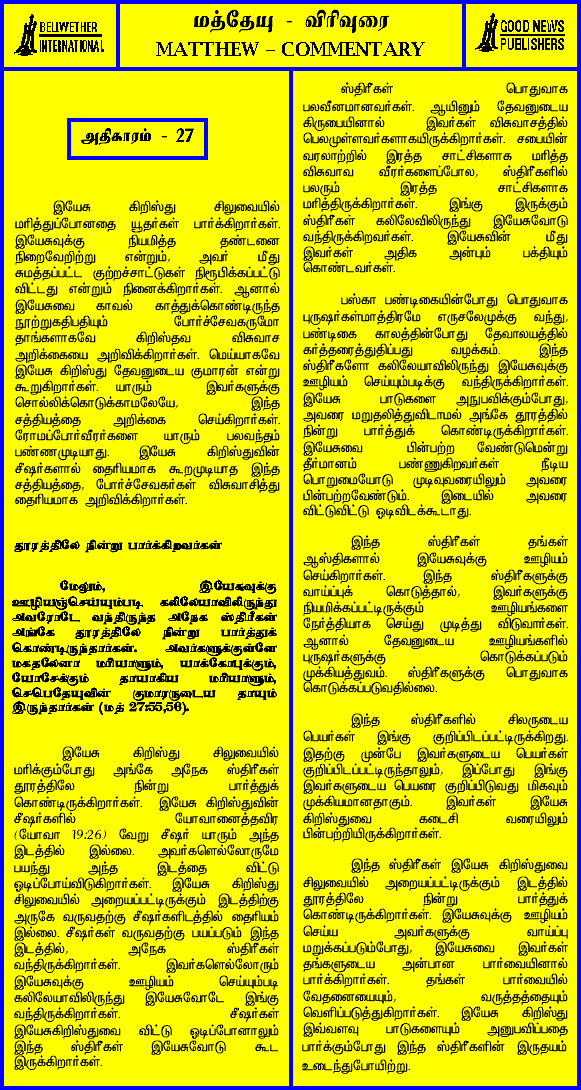 BELIWETHER
INTERNATIONAL
மத்தேயு - விரிவுரை
MATTHEW – COMMENTARY
GOOD NEWS
PUBLISHERS
அதிகாரம் - 27
இயேசு கிறிஸ்து சிலுவையில்
மரித்துப்போனதை யூதர்கள் பார்க்கிறார்கள்.
இயேசுவுக்கு நியமித்த தண்டனை
நிறைவேறிற்று என்றும், அவர் மீது
சுமத்தப்பட்ட குற்றச்சாட்டுகள் நிரூபிக்கப்பட்டு
விட்டது என்றும் நினைக்கிறார்கள். ஆனால்
இயேசுவை காவல் காத்துக்கொண்டிருந்த
நூற்றுக்கதிபதியும் போர்ச்சேவகருமோ
தாங்களாகவே கிறிஸ்தவ விசுவாச
அறிக்கையை அறிவிக்கிறார்கள். மெய்யாகவே
இயேசு கிறிஸ்து தேவனுடைய குமாரன் என்று
கூறுகிறார்கள். யாரும் இவர்களுக்கு
சொல்லிக்கொடுக்காமலேயே, இந்த
சத்தியத்தை அறிக்கை செய்கிறார்கள்.
ரோமப்போர்வீரர்களை யாரும் பலவந்தம்
பண்ணமுடியாது. இயேசு கிறிஸ்துவின்
சீஷர்களால் தைரியமாக கூறமுடியாத இந்த
சத்தியத்தை, போர்ச்சேவகர்கள் விசுவாசித்து
தைரியமாக அறிவிக்கிறார்கள்.
தூரத்திலே நின்று பார்க்கிறவர்கள்
மேலும், இயேசுவுக்கு
ஊழியஞ்செய்யும்படி கலிலேயாவிலிருந்து
அவரோடே வந்திருந்த அநேக ஸ்திரீகள்
அங்கே தூரத்திலே நின்று பார்த்துக்
கொண்டிருந்தார்கள். அவர்களுக்குள்ளே
மகதலேனா மரியாளும், யாக்கோபுக்கும்,
யோசேக்கும் தாயாகிய மரியாளும்,
செபெதேயுவின் குமாரருடைய தாயும்
இருந்தார்கள் (மத் 27:55,56).
இயேசு கிறிஸ்து சிலுவையில்
மரிக்கும்போது அங்கே அநேக ஸ்திரீகள்
தூரத்திலே நின்று பார்த்துக்
கொண்டிருக்கிறார்கள். இயேசு கிறிஸ்துவின்
சீஷர்களில் யோவானைத்தவிர
(யோவா 19:26) வேறு சீஷர் யாரும் அந்த
இடத்தில் இல்லை. அவர்களெல்லோருமே
பயந்து அந்த இடத்தை விட்டு
ஓடிப்போய்விடுகிறார்கள். இயேசு கிறிஸ்து
சிலுவையில் அறையப்பட்டிருக்கும் இடத்திற்கு
அருகே வருவதற்கு சீஷர்களிடத்தில் தைரியம்
இல்லை. சீஷர்கள் வருவதற்கு பயப்படும் இந்த
இடத்தில், அநேக ஸ்திரீகள்
வந்திருக்கிறார்கள். இவர்களெல்லோரும்
இயேசுவுக்கு ஊழியம் செய்யும்படி
கலிலேயாவிலிருந்து இயேசுவோடே இங்கு
வந்திருக்கிறார்கள். சீஷர்கள்
இயேசுகிறிஸ்துவை விட்டு ஓடிப்போனாலும்
இந்த ஸ்திரீகள் இயேசுவோடு கூட
இருக்கிறார்கள்.
ஸ்திரீகள் பொதுவாக
பலவீனமானவர்கள். ஆயினும் தேவனுடைய
கிருபையினால் இவர்கள் விசுவாசத்தில்
பெலமுள்ளவர்களாகயிருக்கிறார்கள். சபையின்
வரலாற்றில் இரத்த சாட்சிகளாக மரித்த
விசுவாவ வீரர்களைப்போல, ஸ்திரீகளில்
பலரும் இரத்த சாட்சிகளாக
மரித்திருக்கிறார்கள். இங்கு இருக்கும்
ஸ்திரீகள் கலிலேவிலிருந்து இயேசுவோடு
வந்திருக்கிறவர்கள். இயேசுவின் மீது
இவர்கள் அதிக அன்பும் பக்தியும்
கொண்டவர்கள்.
பஸ்கா பண்டிகையின்போது பொதுவாக
புருஷர்கள்மாத்திரமே எருசலேமுக்கு வந்து,
பண்டிகை காலத்தின்போது தேவாலயத்தில்
கர்த்தரைத்துதிப்பது வழக்கம். இந்த
ஸ்திரீகளோ கலிலேயாவிலிருந்து இயேசுவுக்கு
ஊழியம் செய்யும்படிக்கு வந்திருக்கிறார்கள்.
இயேசு பாடுகளை அநுபவிக்கும்போது,
அவரை மறுதலித்துவிடாமல் அங்கே தூரத்தில்
நின்று பார்த்துக் கொண்டிருக்கிறார்கள்.
இயேசுவை பின்பற்ற வேண்டுமென்று
தீர்மானம் பண்ணுகிறவர்கள் நீடிய
பொறுமையோடு முடிவுவரையிலும் அவரை
பின்பற்றவேண்டும். இடையில் அவரை
விட்டுவிட்டு ஓடிவிடக்கூடாது.
இந்த ஸ்திரீகள் தங்கள்
ஆஸ்திகளால் இயேசுவுக்கு ஊழியம்
செய்கிறார்கள். இந்த ஸ்திரீகளுக்கு
வாய்ப்புக் கொடுத்தால், இவர்களுக்கு
நியமிக்கப்பட்டிருக்கும் ஊழியங்களை
நேர்த்தியாக செய்து முடித்து விடுவார்கள்.
ஆனால் தேவனுடைய ஊழியங்களில்
புருஷர்களுக்கு கொடுக்கப்படும்
முக்கியத்துவம். ஸ்திரீகளுக்கு பொதுவாக
கொடுக்கப்படுவதில்லை.
இந்த ஸ்திரீகளில் சிலருடைய
பெயர்கள் இங்கு குறிப்பிடப்பட்டிருக்கிறது.
இதற்கு முன்பே இவர்களுடைய பெயர்கள்
குறிப்பிடப்பட்டிருந்தாலும், இப்போது இங்கு
இவர்களுடைய பெயரை குறிப்பிடுவது மிகவும்
முக்கியமானதாகும். இவர்கள் இயேசு
கிறிஸ்துவை கடைசி வரையிலும்
பின்பற்றியிருக்கிறார்கள்.
இந்த ஸ்திரீகள் இயேசு கிறிஸ்துவை
சிலுவையில் அறையப்பட்டிருக்கும் இடத்தில்
தூரத்திலே நின்று பார்த்துக்
கொண்டிருக்கிறார்கள். இயேசுவுக்கு ஊழியம்
செய்ய அவர்களுக்கு வாய்ப்பு
மறுக்கப்படும்போது, இயேசுவை இவர்கள்
தங்களுடைய அன்பான பார்வையினால்
பார்க்கிறார்கள். தங்கள் பார்வையில்
வேதனையையும், வருத்தத்தையும்
வெளிப்படுத்துகிறார்கள். இயேசு கிறிஸ்து
இவ்வளவு பாடுகளையும் அனுபவிப்பதை
பார்க்கும்போது இந்த ஸ்திரீகளின் இருதயம்
உடைந்துபோயிற்று.